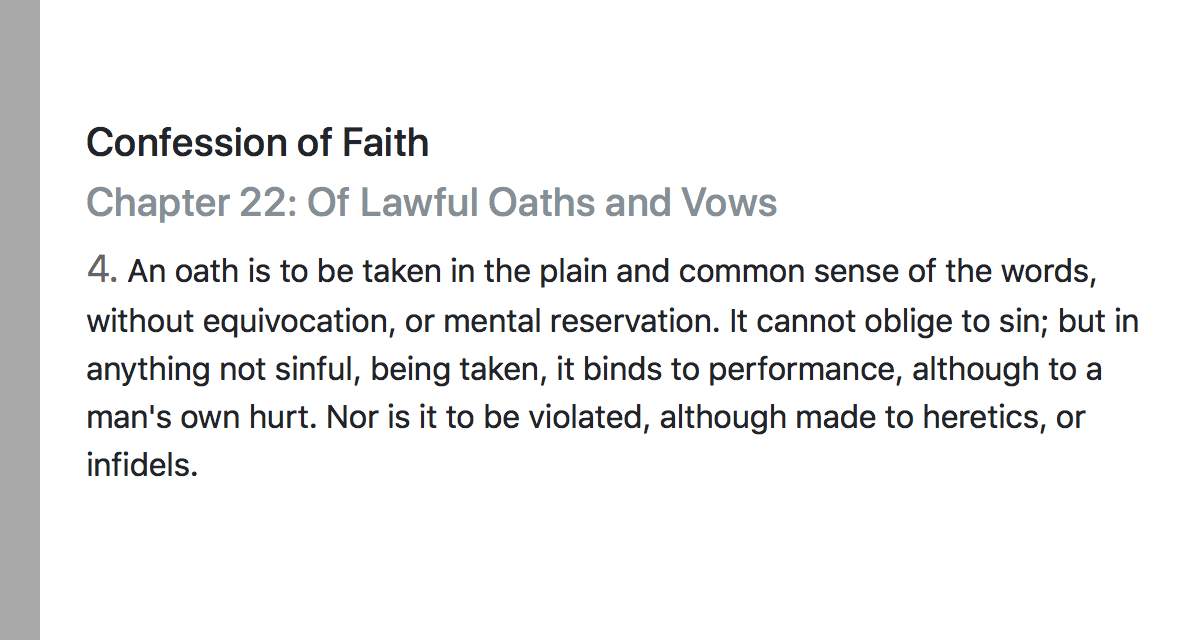 Confession of Faith
Chapter 22: Of Lawful Oaths and Vows
4. An oath is to be taken in the plain and common sense of the words,
without equivocation, or mental reservation. It cannot oblige to sin; but in
anything not sinful, being taken, it binds to performance, although to a
man's own hurt. Nor is it to be violated, although made to heretics, or
infidels.